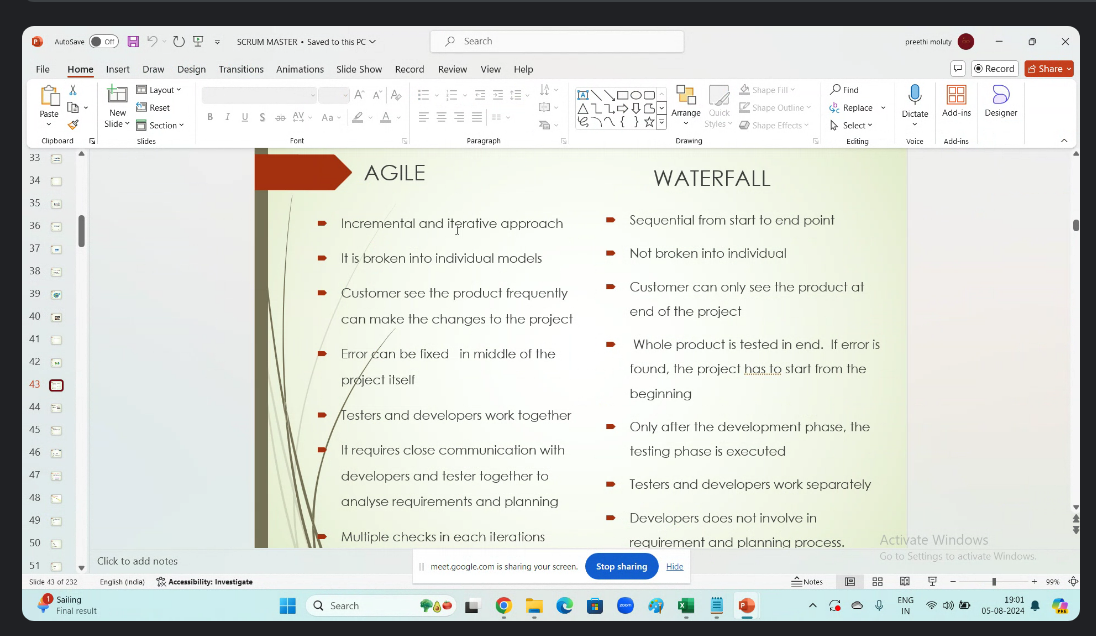 AutoSave Off SCRUM MASTER • Saved to this PC Search preethi moluty
File Home Insert Draw Design Transitions Animations Slide Show Record Review View Help Record Share
Paste New Slide Layout Reset Section
B I U S ab AV Aa A A A A
Arrange Quick Styles Shape Fill Shape Outline Shape Effects Find Replace Select Dictate Add-ins Designer
Clipboard Slides Font Paragraph Drawing Editing Voice Add-ins
33
34
35
36
37
38
39
40
41
42
43
44
45
46
47
48
49
50
51
AGILE
Incremental and iterative approach
It is broken into individual models
Customer see the product frequently
can make the changes to the project
Error can be fixed in middle of the
project itself
Testers and developers work together
It requires close communication with
developers and tester together to
analyse requirements and planning
Multiple checks in each iterations
WATERFALL
Sequential from start to end point
Not broken into individual
Customer can only see the product at
end of the project
Whole product is tested in end. If error is
found, the project has to start from the
beginning
Only after the development phase, the
testing phase is executed
Testers and developers work separately
Developers does not involve in
requirement and planning process.
Activate Windows
Go to Settings to activate Windows.
Click to add notes
meet.google.com is sharing your screen. Stop sharing Hide
Slide 43 of 232 English (India) Accessibility: Investigate Notes 99%
1 Sailing
Final result
Search
ENG
IN
19:01
05-08-2024